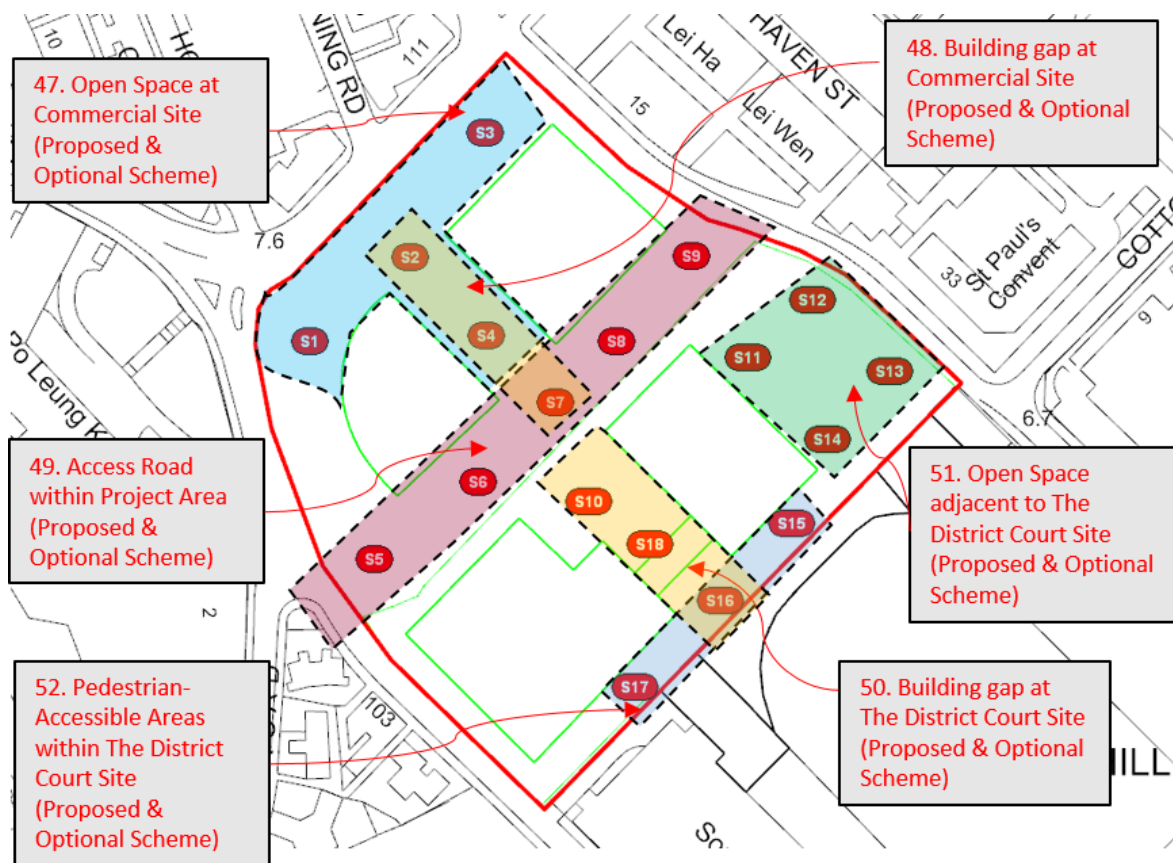 47. Open Space at
Commercial Site
(Proposed &
Optional Scheme)
48. Building gap at
Commercial Site
(Proposed & Optional
Scheme)
49. Access Road
within Project Area
(Proposed &
Optional Scheme)
51. Open Space
adjacent to The
District Court Site
(Proposed & Optional
Scheme)
52. Pedestrian-
Accessible Areas
within The District
Court Site
(Proposed &
Optional Scheme)
50. Building gap at
The District Court Site
(Proposed & Optional
Scheme)
10
NING RD
111
Lei Ha
HAVEN ST
15
Lei Wen
St Paul's
Convent
33
COTT
9
7.6
6.7
Po Leung K
2
103
So
HILL
S3
S2
S9
S12
S1
S4
S8
S11
S13
S7
S14
S6
S10
S15
S18
S5
S16
S17